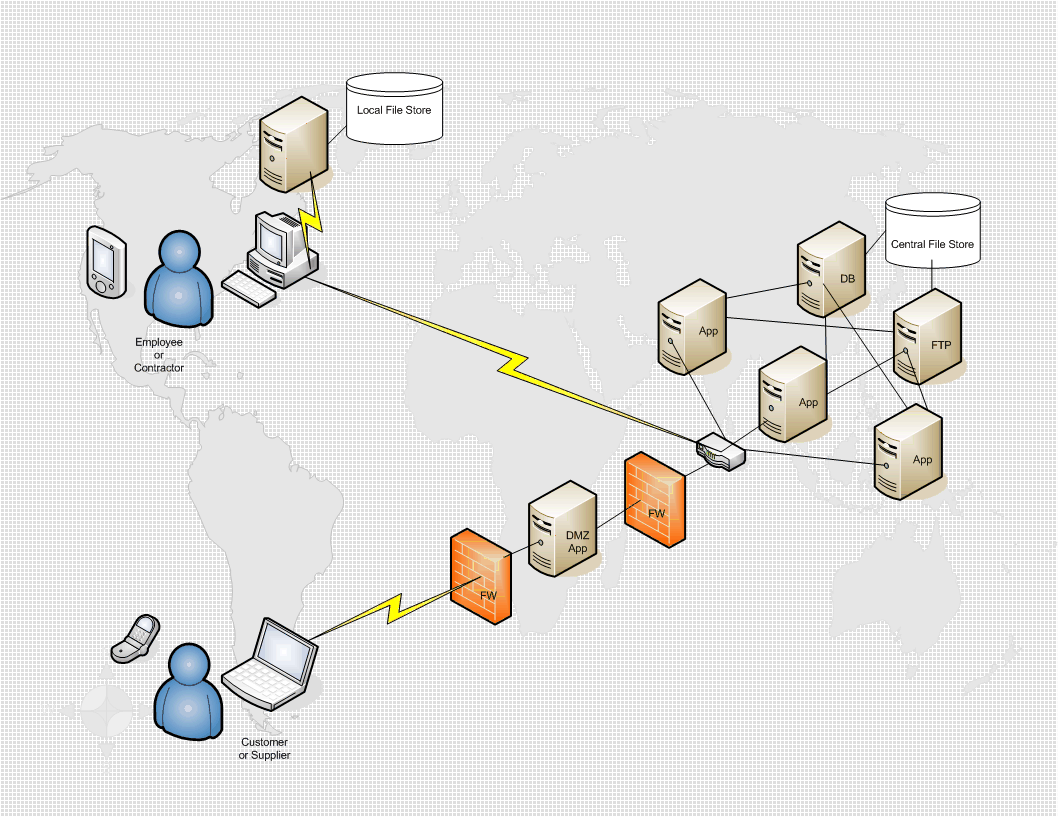 Local File Store
Central File Store
DB
App
FTP
Employee
or
Contractor
App
App
FW
DMZ
App
FW
Customer
or Supplier